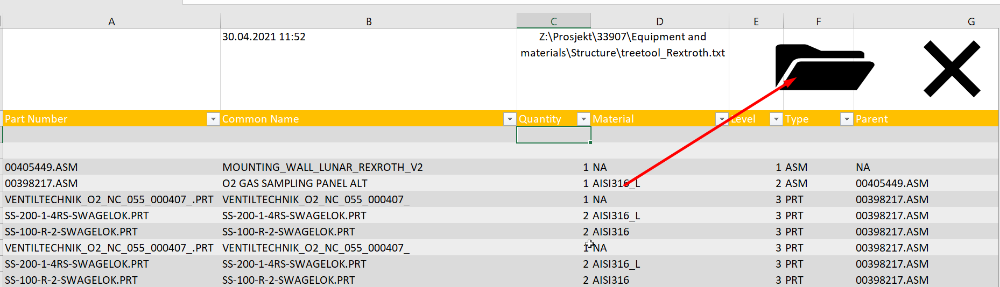 A B C D E F G
30.04.2021 11:52 Z:\Prosjekt\33907\Equipment and
materials\Structure\treetool_Rextroth.txt
Part Number Common Name Quantity Material Level Type Parent
00405449.ASM MOUNTING_WALL_LUNAR_REXROTH_V2 1 NA 1 ASM NA
00398217.ASM O2 GAS SAMPLING PANEL ALT 1 AISI316_L 2 ASM 00405449.ASM
VENTILTECHNIK_O2_NC_055_000407_.PRT VENTILTECHNIK_O2_NC_055_000407_ 1 NA 3 PRT 00398217.ASM
SS-200-1-4RS-SWAGELOK.PRT SS-200-1-4RS-SWAGELOK.PRT 2 AISI316_L 3 PRT 00398217.ASM
SS-100-R-2-SWAGELOK.PRT SS-100-R-2-SWAGELOK.PRT 2 AISI316 3 PRT 00398217.ASM
VENTILTECHNIK_O2_NC_055_000407_.PRT VENTILTECHNIK_O2_NC_055_000407_ 1 NA 3 PRT 00398217.ASM
SS-200-1-4RS-SWAGELOK.PRT SS-200-1-4RS-SWAGELOK.PRT 2 AISI316_L 3 PRT 00398217.ASM
SS-100-R-2-SWAGELOK.PRT SS-100-R-2-SWAGELOK.PRT 2 AISI316 3 PRT 00398217.ASM